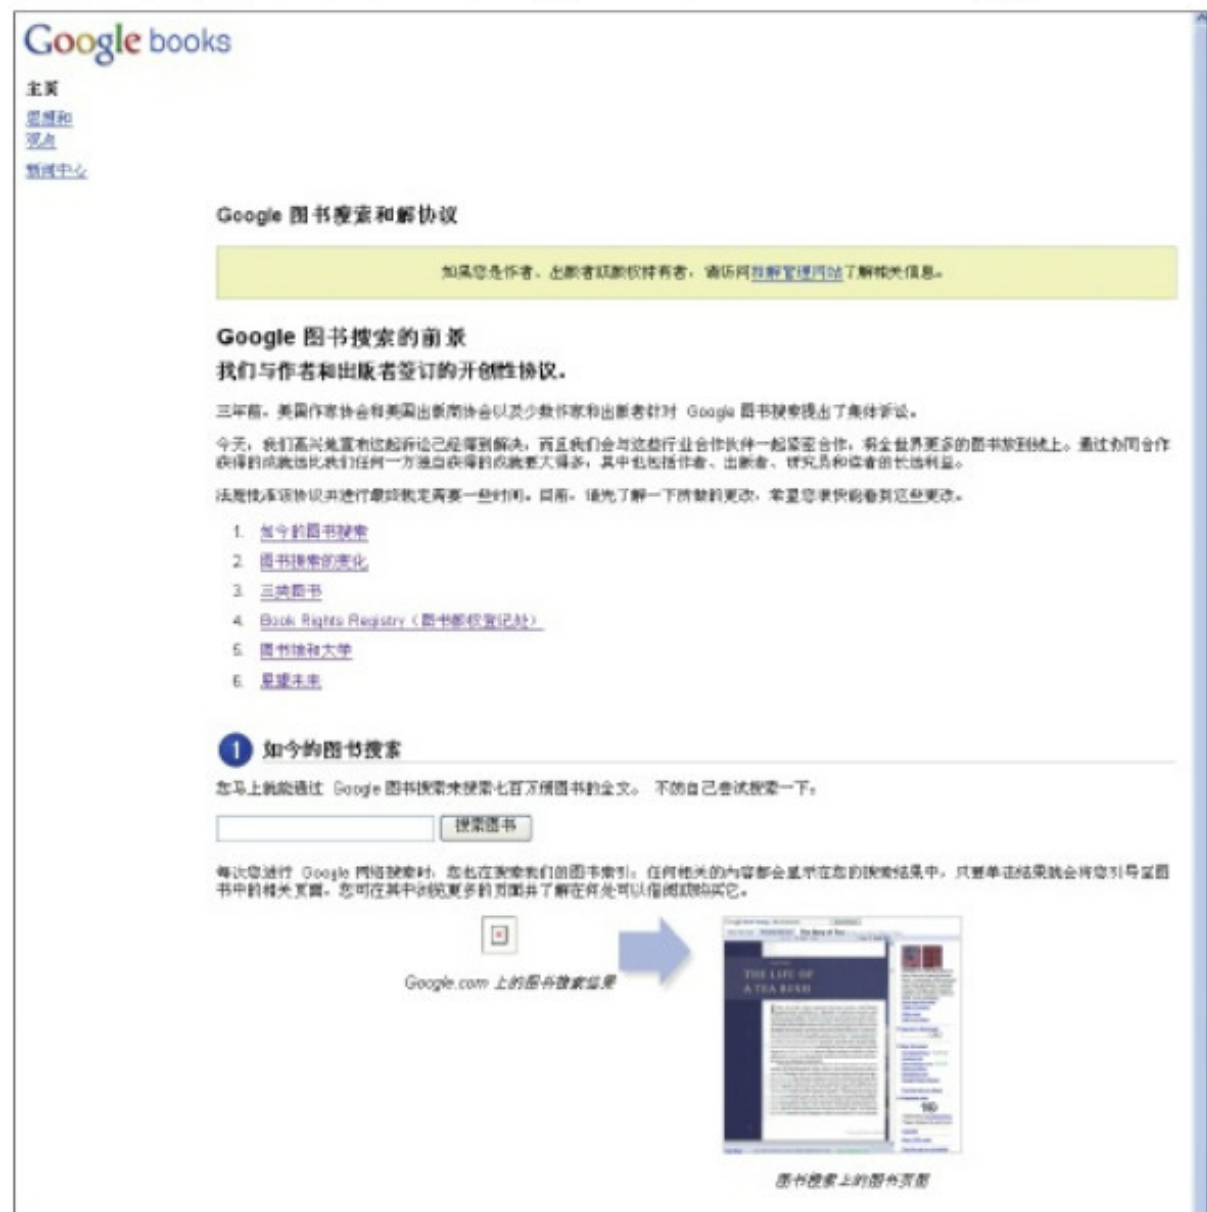 Google books
主页
思想和
观点
新闻中心
Google 图书搜索和解协议
如果您是作者、出版者或版权持有者，请访问和解管理网站了解相关信息。
Google 图书搜索的前景
我们与作者和出版者签订的开创性协议。
三年前，美国作家协会和美国出版商协会以及少数作家和出版者针对 Google 图书搜索提出了集体诉讼。
今天，我们高兴地宣布这起诉讼已经得到解决，而且我们会与这些行业合作伙伴一起紧密合作，将全世界更多的图书放到线上。通过协同合作
获得的成就远比我们任何一方独自获得的成就要大得多，其中也包括作者、出版者、研究员和读者的长远利益。
法庭批准该协议并进行最终裁定需要一些时间。目前，请先了解一下所做的更改，希望您很快能看到这些更改。
1. 如今的图书搜索
2. 图书搜索的变化
3. 三类图书
4. Book Rights Registry（图书版权登记处）
5. 图书馆和大学
6. 展望未来
1 如今的图书搜索
您马上就能通过 Google 图书搜索来搜索七百万册图书的全文。 不妨自己尝试搜索一下：
搜索图书
每次您进行 Google 网络搜索时，您也在搜索我们的图书索引；任何相关的内容都会显示在您的搜索结果中，只要单击结果就会将您引导至图
书中的相关页面，您可在其中浏览更多的页面并了解在何处可以借阅或购买它。
Google.com 上的图书搜索结果
THE LIFE OF
A TEA BUSH
图书搜索上的图书页面